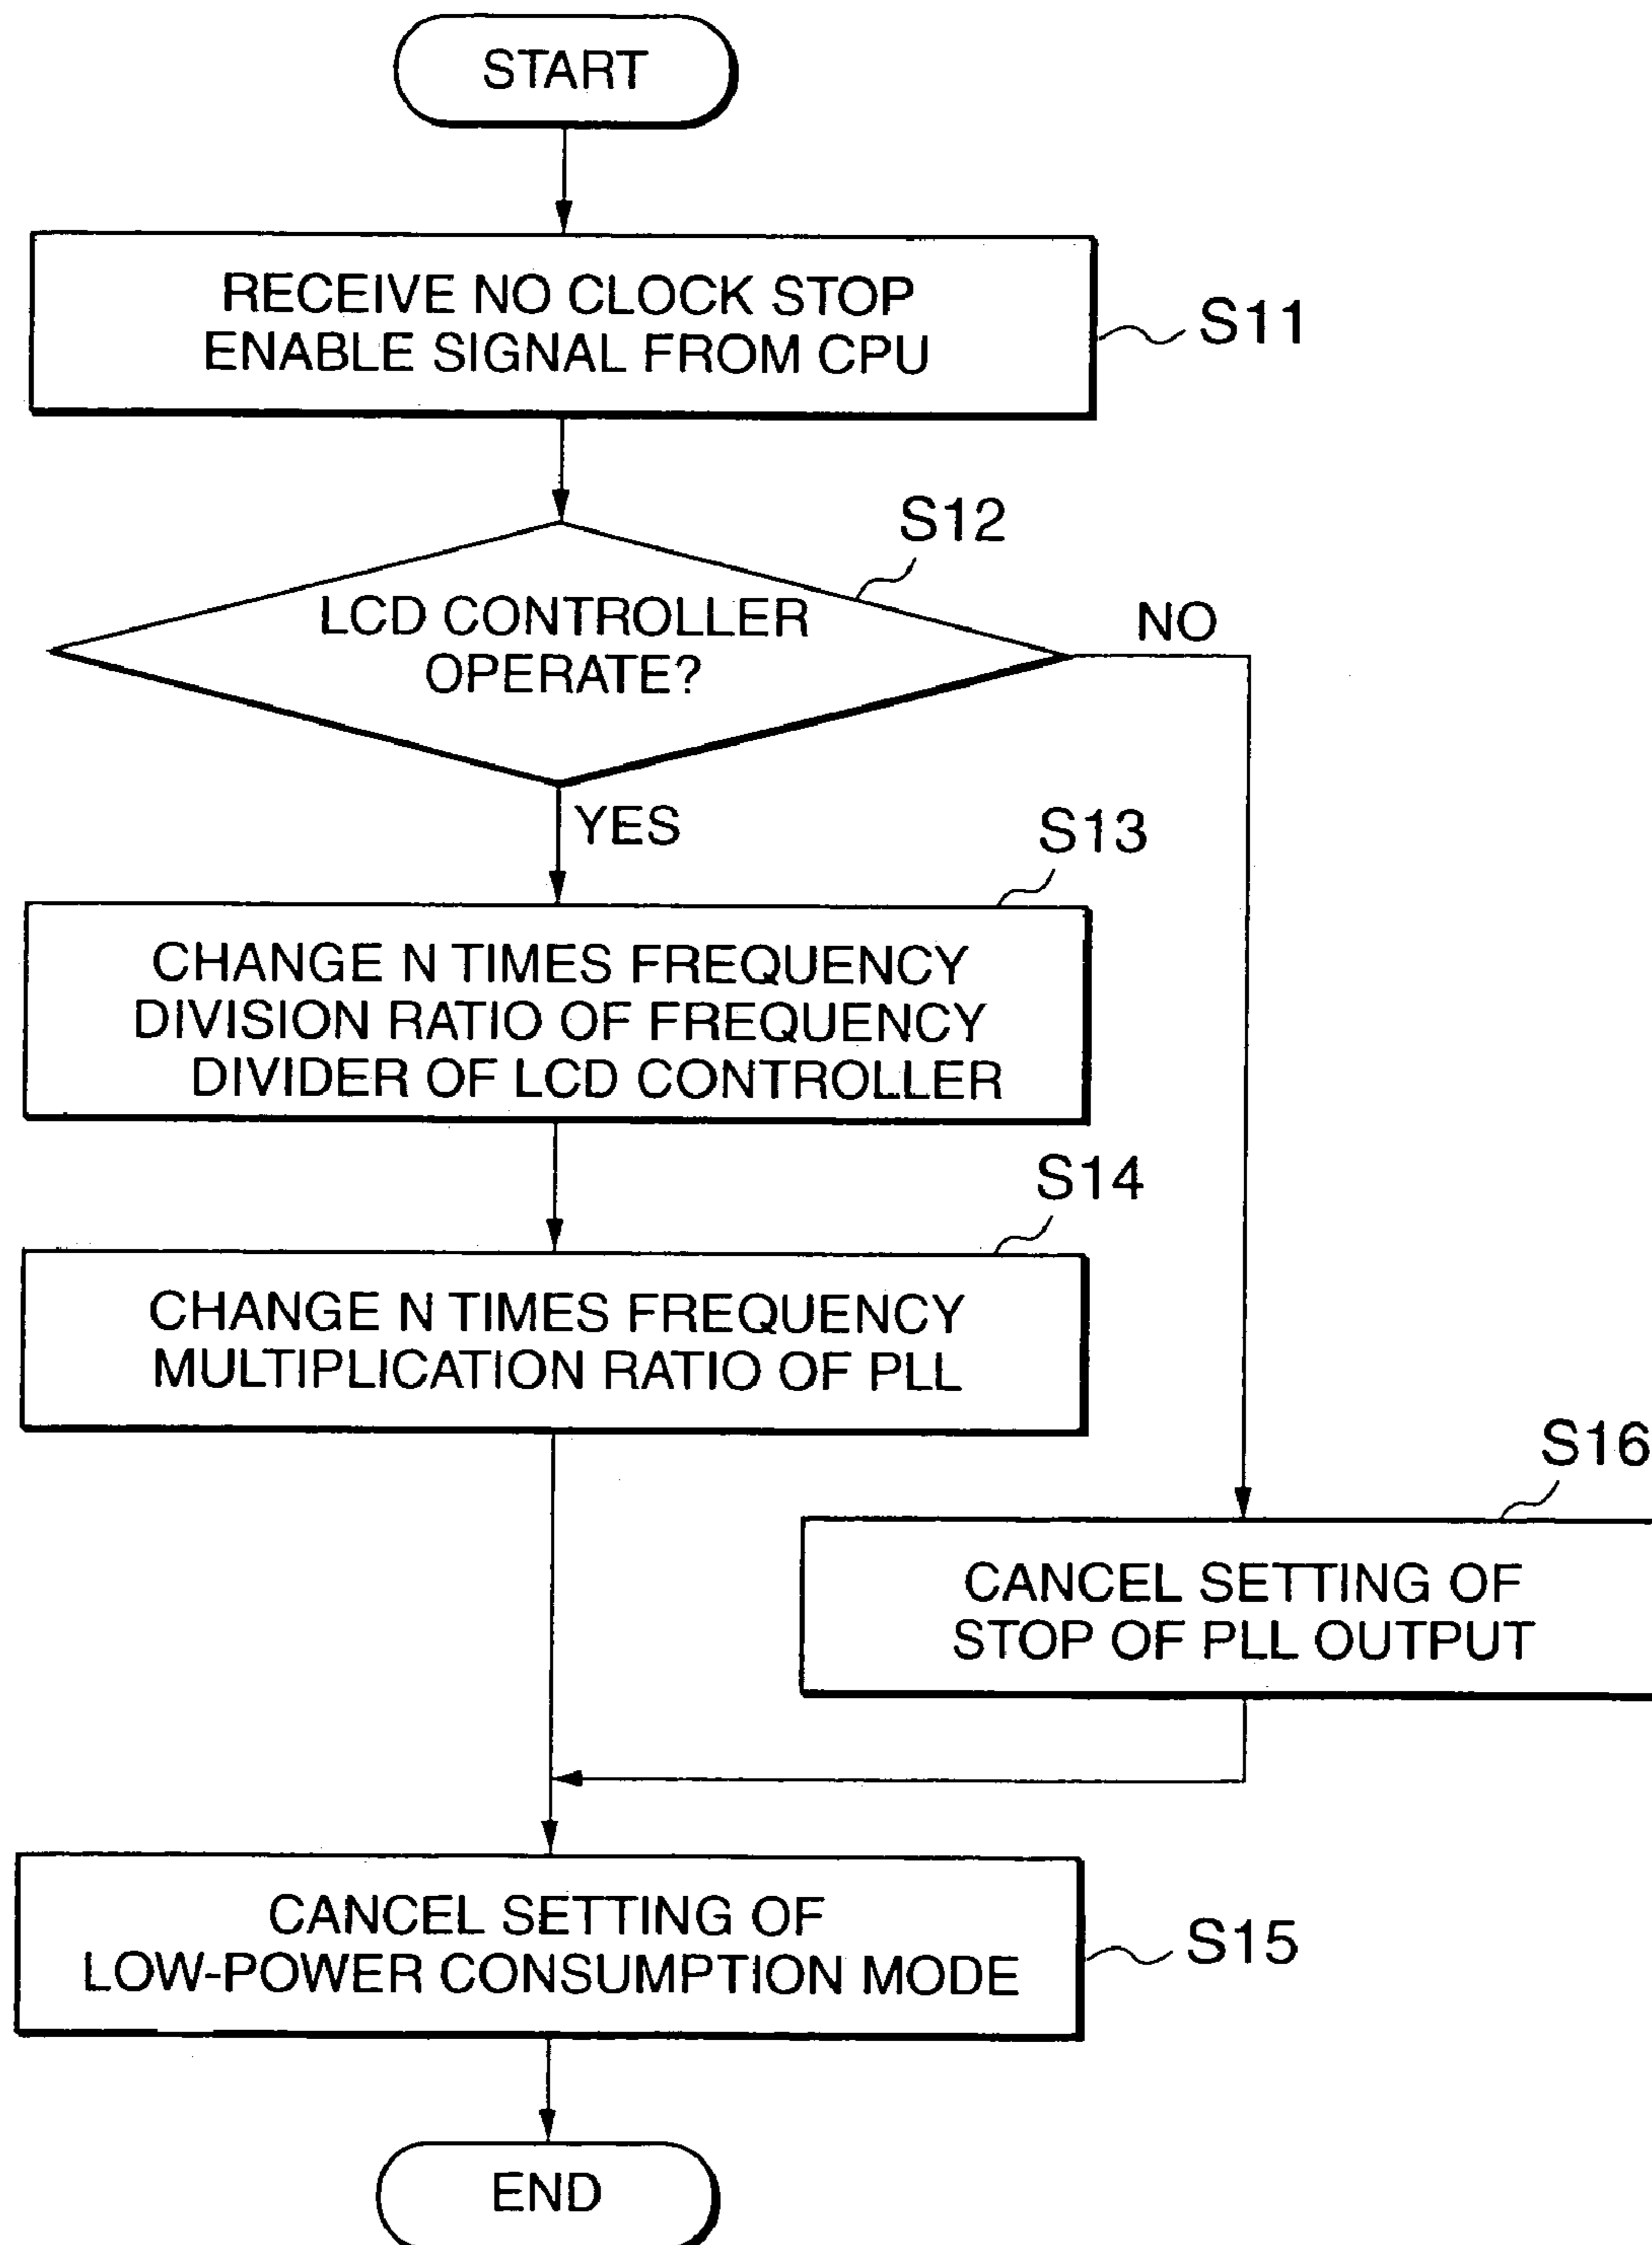 START
RECEIVE NO CLOCK STOP
ENABLE SIGNAL FROM CPU
S11
S12
LCD CONTROLLER
OPERATE?
NO
YES
S13
CHANGE N TIMES FREQUENCY
DIVISION RATIO OF FREQUENCY
DIVIDER OF LCD CONTROLLER
S14
CHANGE N TIMES FREQUENCY
MULTIPLICATION RATIO OF PLL
S16
CANCEL SETTING OF
STOP OF PLL OUTPUT
CANCEL SETTING OF
LOW-POWER CONSUMPTION MODE
S15
END